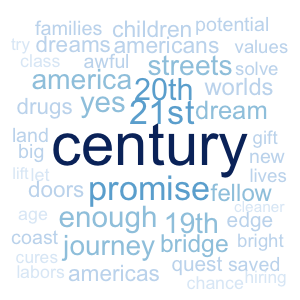 families children potential
try dreams americans values
class awful streets solve
america 20th worlds
drugs yes 21st dream
land century gift
big new
lift let lives
doors promise fellow
age enough 19th edge cleaner
coast journey bridge bright
cures quest saved
labors americas chance hiring